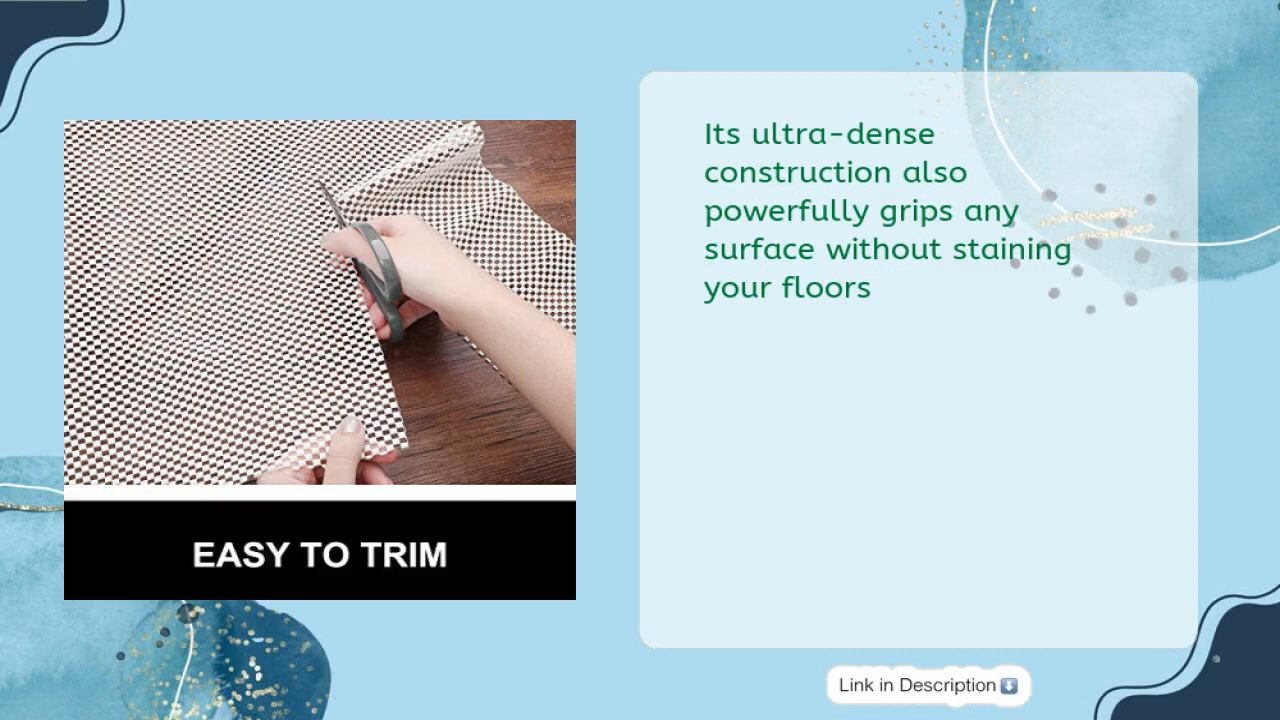 Its ultra-dense
construction also
powerfully grips any
surface without staining
your floors
EASY TO TRIM
Link in Description ⬇️